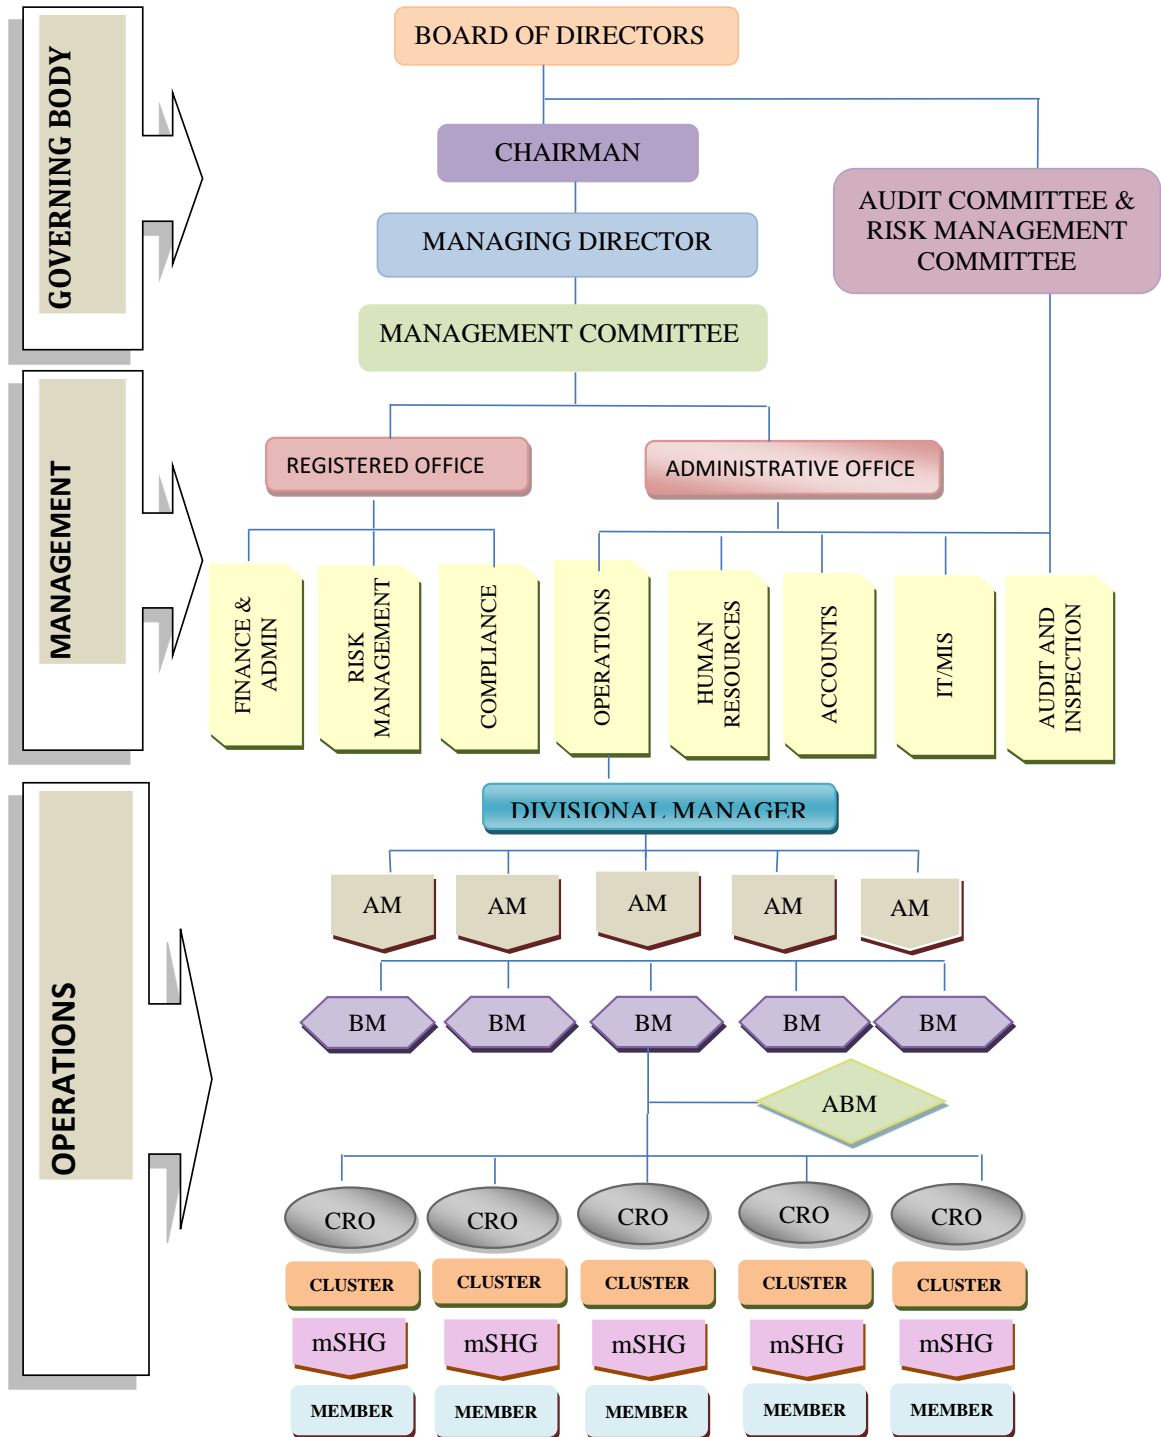 GOVERNING BODY
BOARD OF DIRECTORS
CHAIRMAN
MANAGING DIRECTOR
AUDIT COMMITTEE &
RISK MANAGEMENT
COMMITTEE
MANAGEMENT COMMITTEE
MANAGEMENT
REGISTERED OFFICE
ADMINISTRATIVE OFFICE
FINANCE &
ADMIN
RISK
MANAGEMENT
COMPLIANCE
OPERATIONS
HUMAN
RESOURCES
ACCOUNTS
IT/MIS
AUDIT AND
INSPECTION
OPERATIONS
DIVISIONAL MANAGER
AM
AM
AM
AM
AM
BM
BM
BM
BM
BM
ABM
CRO
CRO
CRO
CRO
CRO
CLUSTER
CLUSTER
CLUSTER
CLUSTER
CLUSTER
mSHG
mSHG
mSHG
mSHG
mSHG
MEMBER
MEMBER
MEMBER
MEMBER
MEMBER